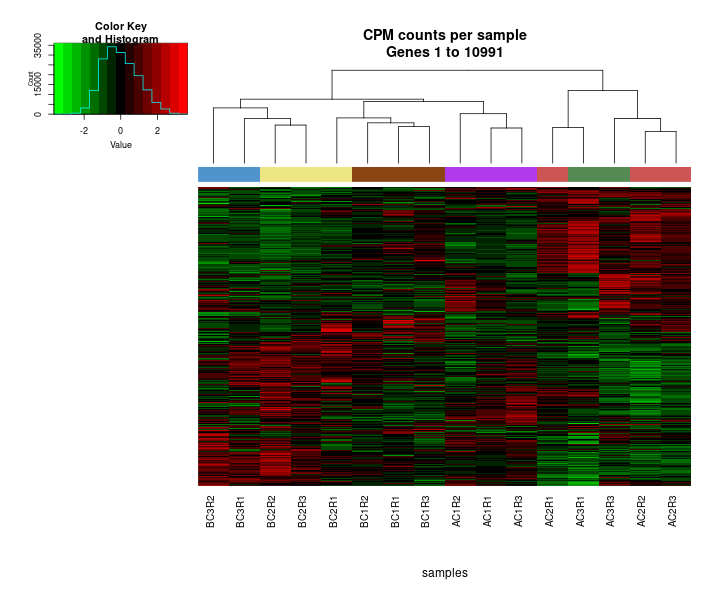 Color Key
and Histogram
Count
0
15000
35000
-2
0
2
Value
CPM counts per sample
Genes 1 to 10991
BC3R2
BC3R1
BC2R2
BC2R3
BC2R1
BC1R2
BC1R1
BC1R3
AC1R2
AC1R1
AC1R3
AC2R1
AC3R1
AC3R3
AC2R2
AC2R3
samples